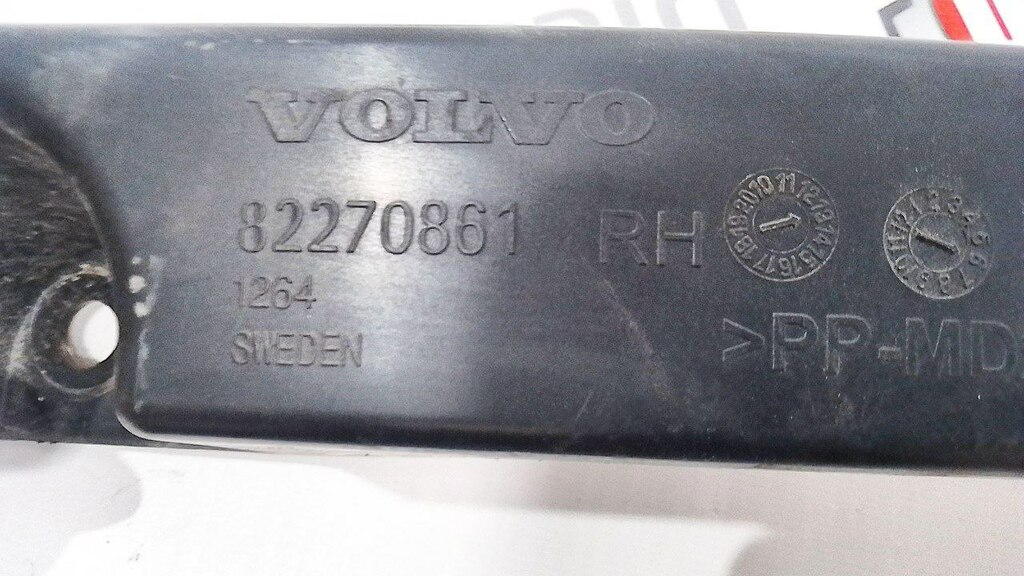 VOLVO
82270861 RH
1264
SWEDEN
>PP-MD